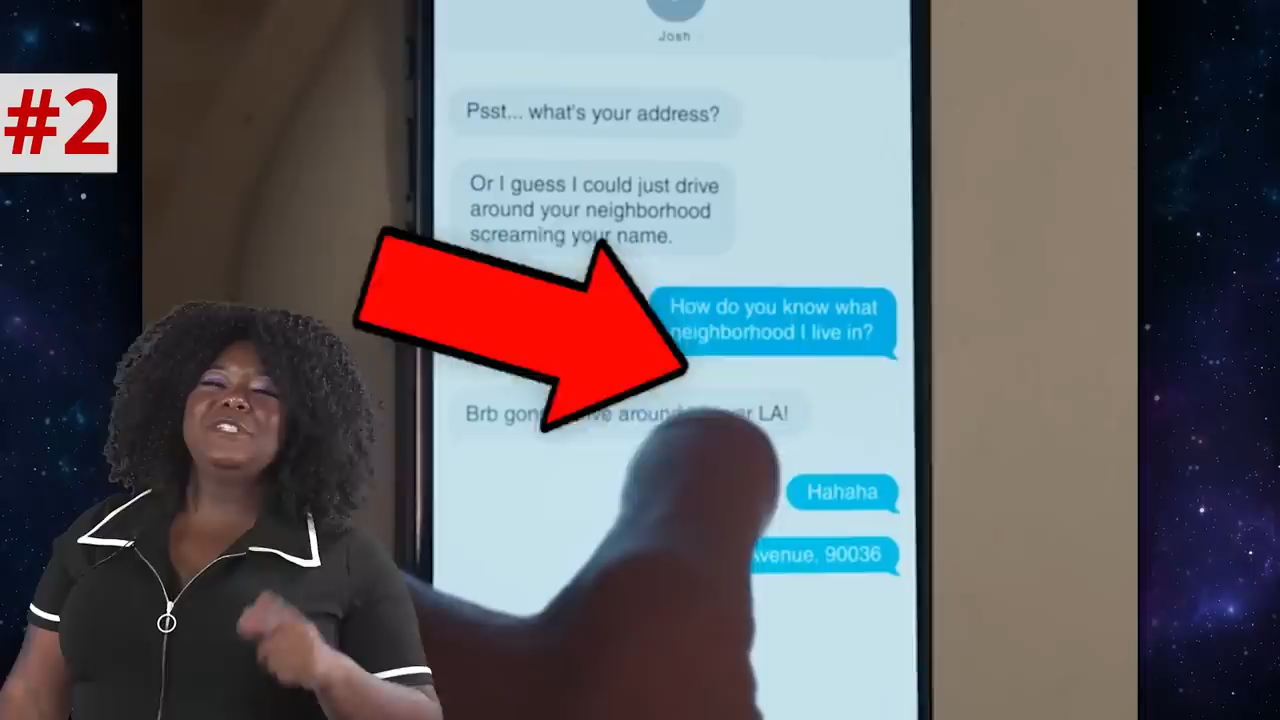 #2
Josh
Psst... what's your address?
Or I guess I could just drive
around your neighborhood
screaming your name.
How do you know what
neighborhood I live in?
Brb LA!
Hahaha
Avenue, 90036